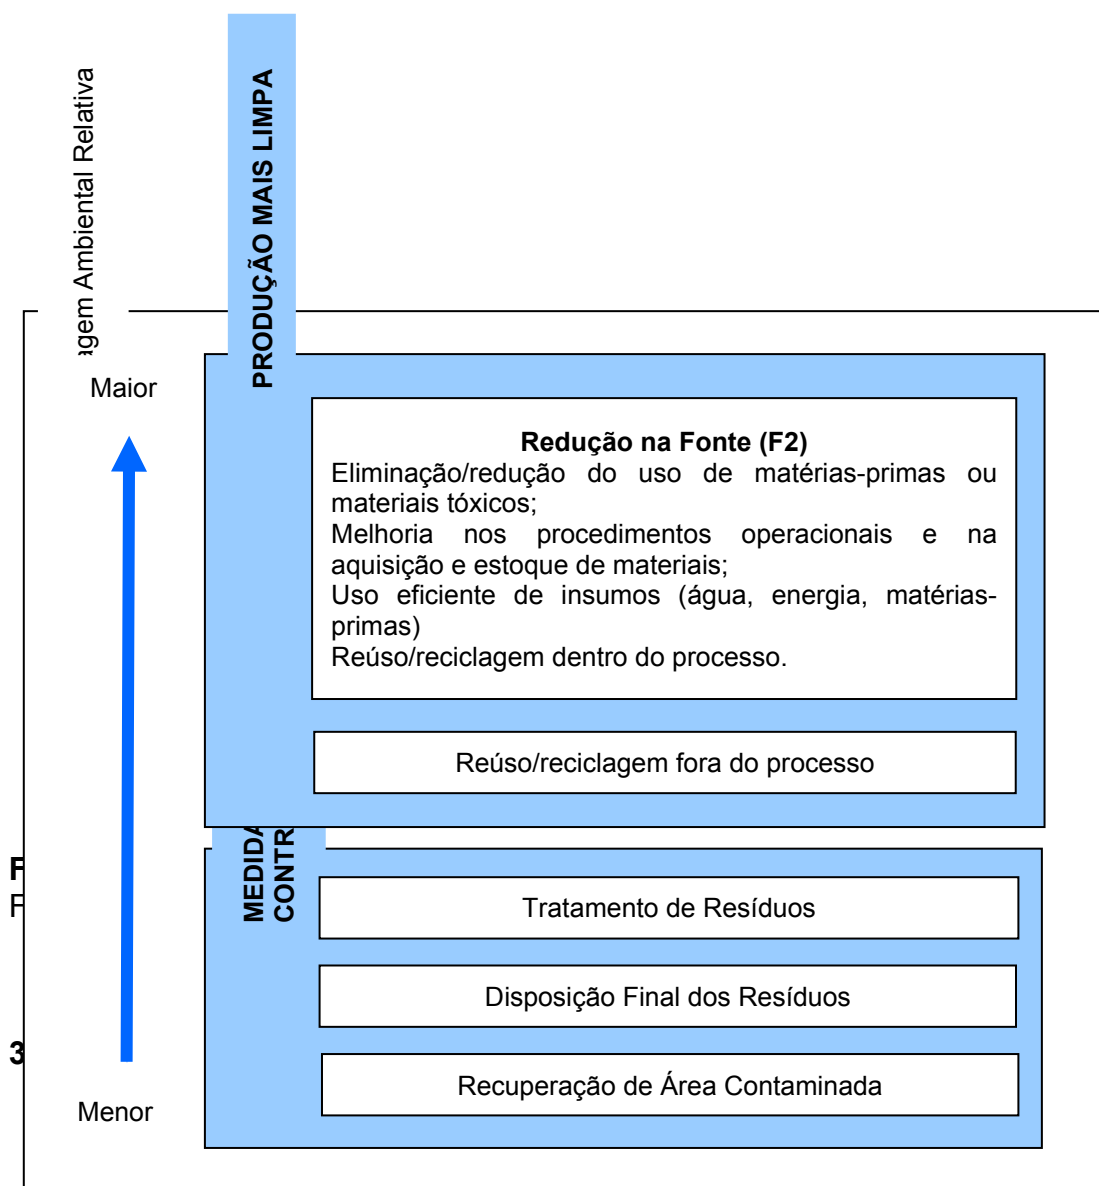 agem Ambiental Relativa
PRODUÇÃO MAIS LIMPA
Maior
Redução na Fonte (F2)
Eliminação/redução do uso de matérias-primas ou
materiais tóxicos;
Melhoria nos procedimentos operacionais e na
aquisição e estoque de materiais;
Uso eficiente de insumos (água, energia, matérias-
primas)
Reúso/reciclagem dentro do processo.
Reúso/reciclagem fora do processo
MEDIDA
CONTR
F
F
Tratamento de Resíduos
Disposição Final dos Resíduos
3
Recuperação de Área Contaminada
Menor